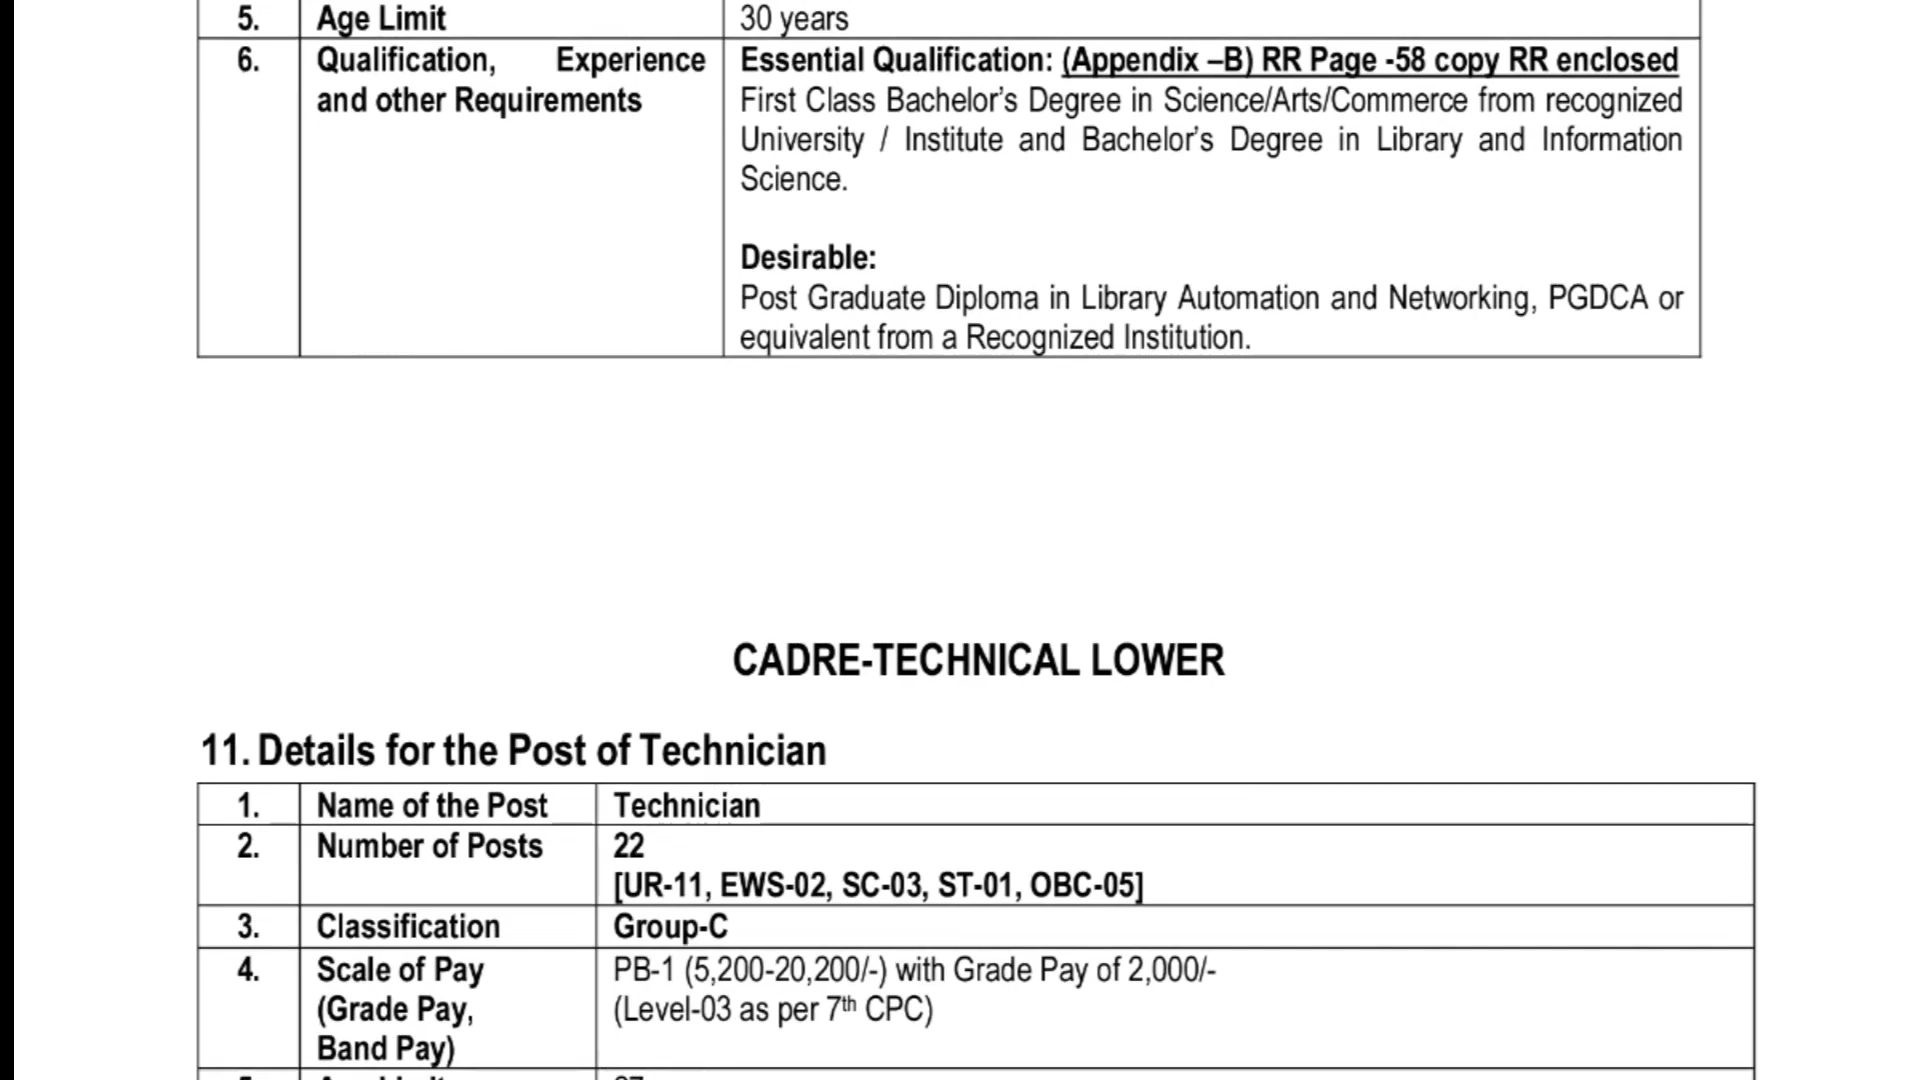 5. Age Limit 30 years
6. Qualification, Experience and other Requirements
Essential Qualification: (Appendix –B) RR Page -58 copy RR enclosed
First Class Bachelor's Degree in Science/Arts/Commerce from recognized
University / Institute and Bachelor's Degree in Library and Information
Science.
Desirable:
Post Graduate Diploma in Library Automation and Networking, PGDCA or
equivalent from a Recognized Institution.
CADRE-TECHNICAL LOWER
11. Details for the Post of Technician
1. Name of the Post Technician
2. Number of Posts 22
[UR-11, EWS-02, SC-03, ST-01, OBC-05]
3. Classification Group-C
4. Scale of Pay PB-1 (5,200-20,200/-) with Grade Pay of 2,000/-
(Grade Pay, (Level-03 as per 7th CPC)
Band Pay)